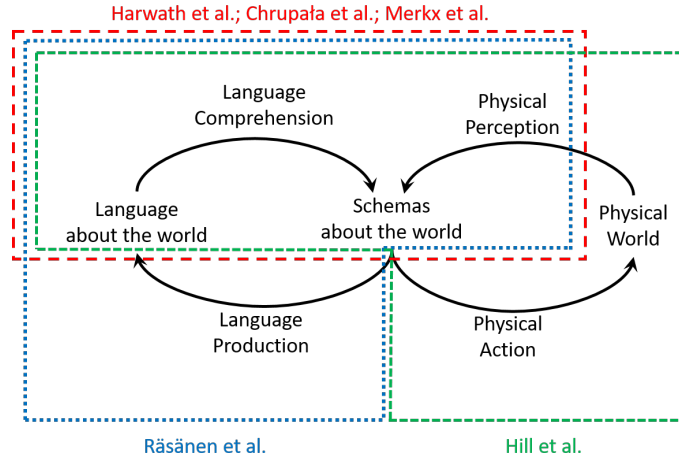 Harwath et al.; Chrupała et al.; Merkx et al.
Language
Comprehension
Physical
Perception
Language
about the world
Schemas
about the world
Physical
World
Language
Production
Physical
Action
Räsänen et al.
Hill et al.